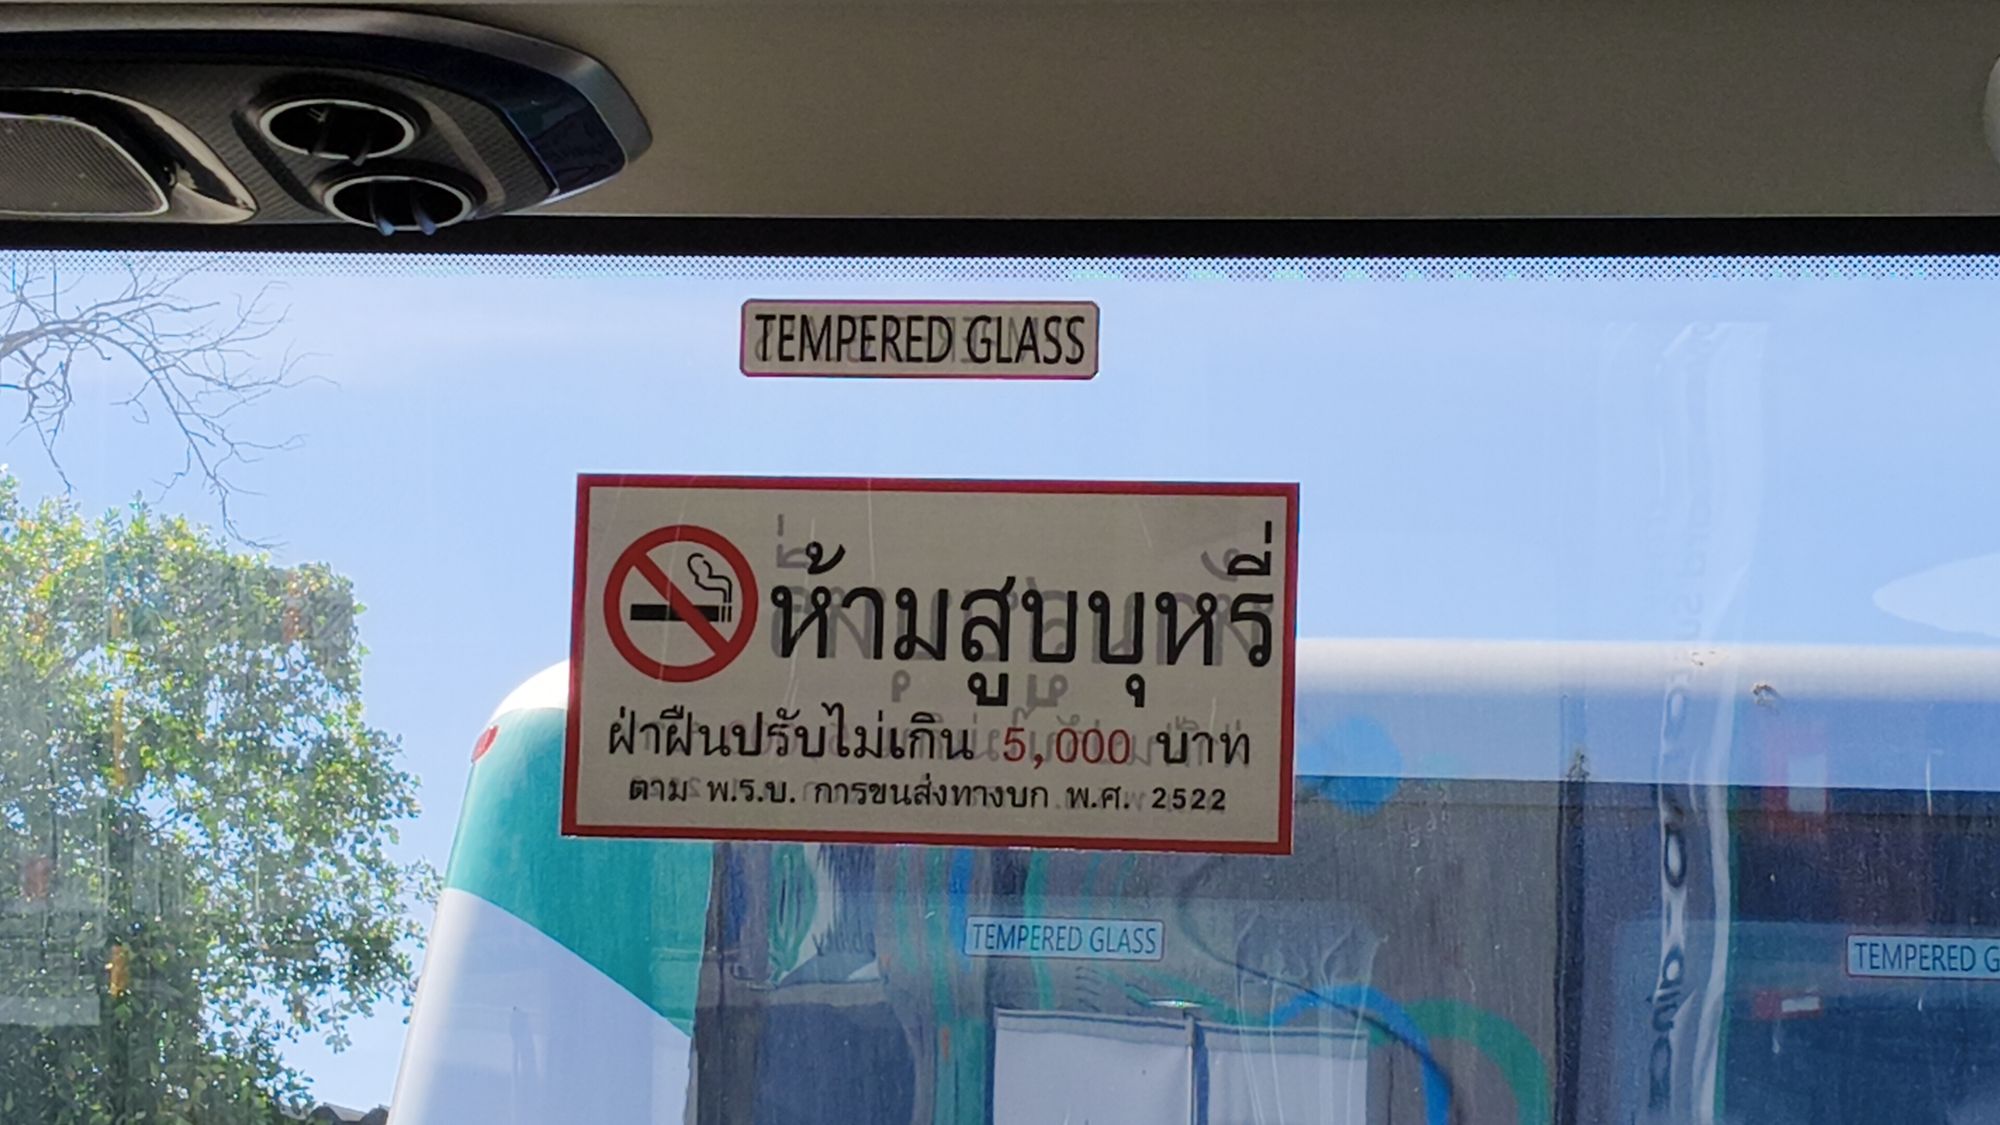 TEMPERED GLASS
ห้ามสูบบุหรี่
ฝ่าฝืนปรับไม่เกิน 5,000 บาท
ตาม พ.ร.บ. การขนส่งทางบก พ.ศ. 2522
TEMPERED GLASS
TEMPERED G